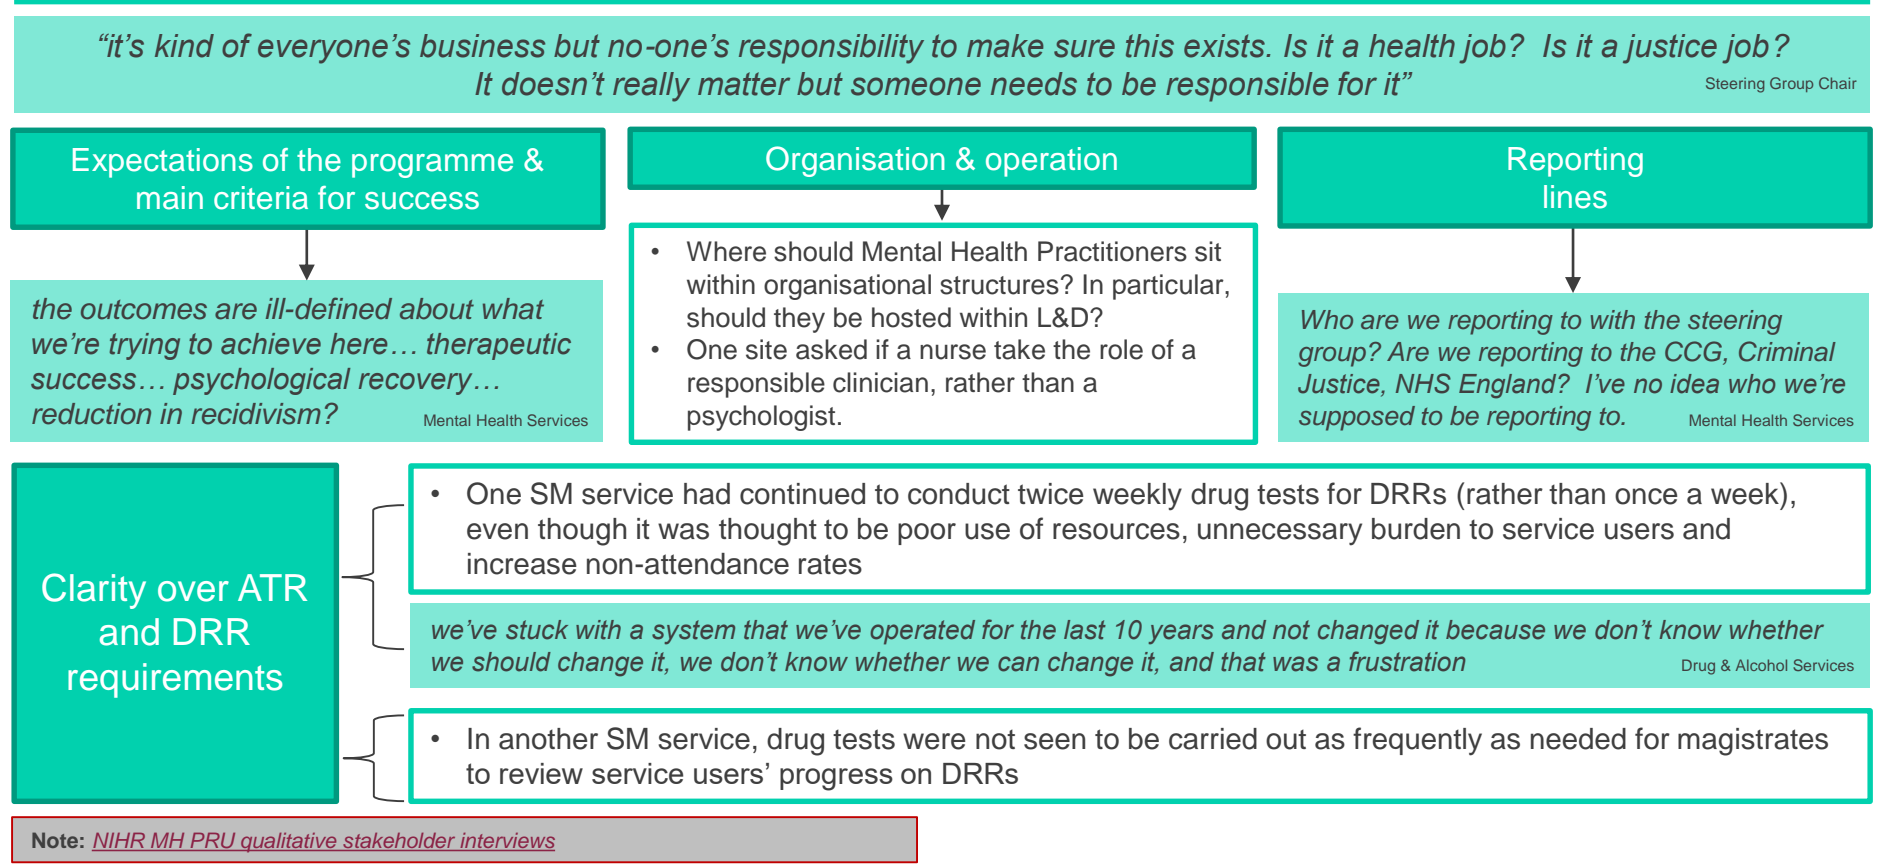 “it’s kind of everyone’s business but no-one’s responsibility to make sure this exists. Is it a health job?  Is it a justice job?
It doesn’t really matter but someone needs to be responsible for it”
Steering Group Chair
Expectations of the programme &
main criteria for success
the outcomes are ill-defined about what
we’re trying to achieve here… therapeutic
success… psychological recovery…
reduction in recidivism?
Mental Health Services
Organisation & operation
• Where should Mental Health Practitioners sit
within organisational structures? In particular,
should they be hosted within L&D?
• One site asked if a nurse take the role of a
responsible clinician, rather than a
psychologist.
Reporting
lines
Who are we reporting to with the steering
group? Are we reporting to the CCG, Criminal
Justice, NHS England?  I’ve no idea who we’re
supposed to be reporting to.
Mental Health Services
Clarity over ATR
and DRR
requirements
• One SM service had continued to conduct twice weekly drug tests for DRRs (rather than once a week),
even though it was thought to be poor use of resources, unnecessary burden to service users and
increase non-attendance rates
we’ve stuck with a system that we’ve operated for the last 10 years and not changed it because we don’t know whether
we should change it, we don’t know whether we can change it, and that was a frustration
Drug & Alcohol Services
• In another SM service, drug tests were not seen to be carried out as frequently as needed for magistrates
to review service users’ progress on DRRs
Note: NIHR MH PRU qualitative stakeholder interviews